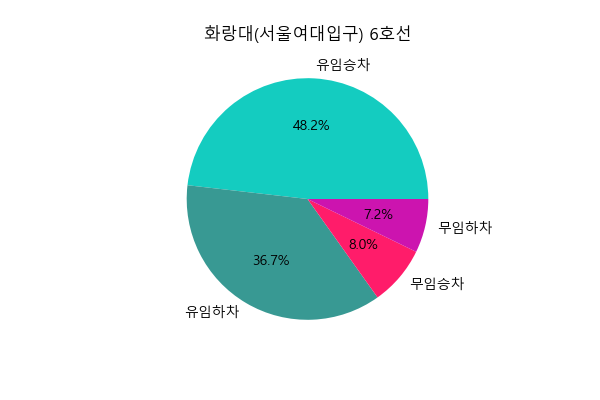 화랑대(서울여대입구) 6호선
유임승차
48.2%
7.2%
무임하차
8.0%
36.7%
무임승차
유임하차